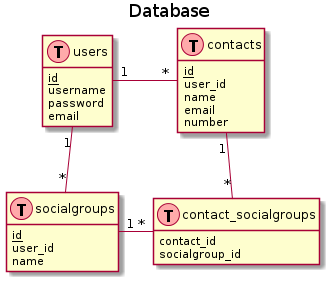 Database
T users
id
username
password
email
1 *
T contacts
id
user_id
name
email
number
1
*
1
*
T socialgroups
id
user_id
name
1 *
T contact_socialgroups
contact_id
socialgroup_id